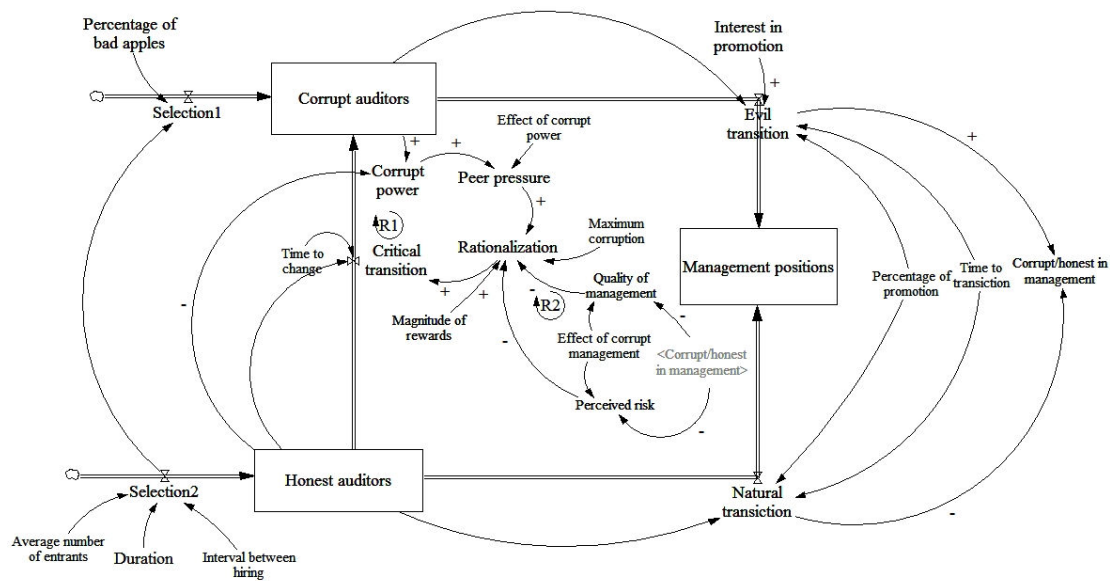 Percentage of
bad apples
Interest in
promotion
Corrupt auditors
Selection1
Evil
transition
+
+
Effect of corrupt
power
+
+
Corrupt
power
Peer pressure
+
R1
Maximum
corruption
Time to
change
Critical
transition
Rationalization
Management positions
Corrupt/honest in
management
Percentage of
promotion
Time to
transiction
Quality of
management
-
-
+
+
R2
Magnitude of
rewards
-
Effect of corrupt
management
<Corrupt/honest
in management>
-
Perceived risk
-
Honest auditors
Selection2
Natural
transiction
-
Average number
of entrants
Duration
Interval between
hiring